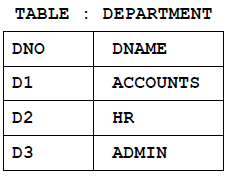 TABLE : DEPARTMENT
DNO DNAME
D1 ACCOUNTS
D2 HR
D3 ADMIN